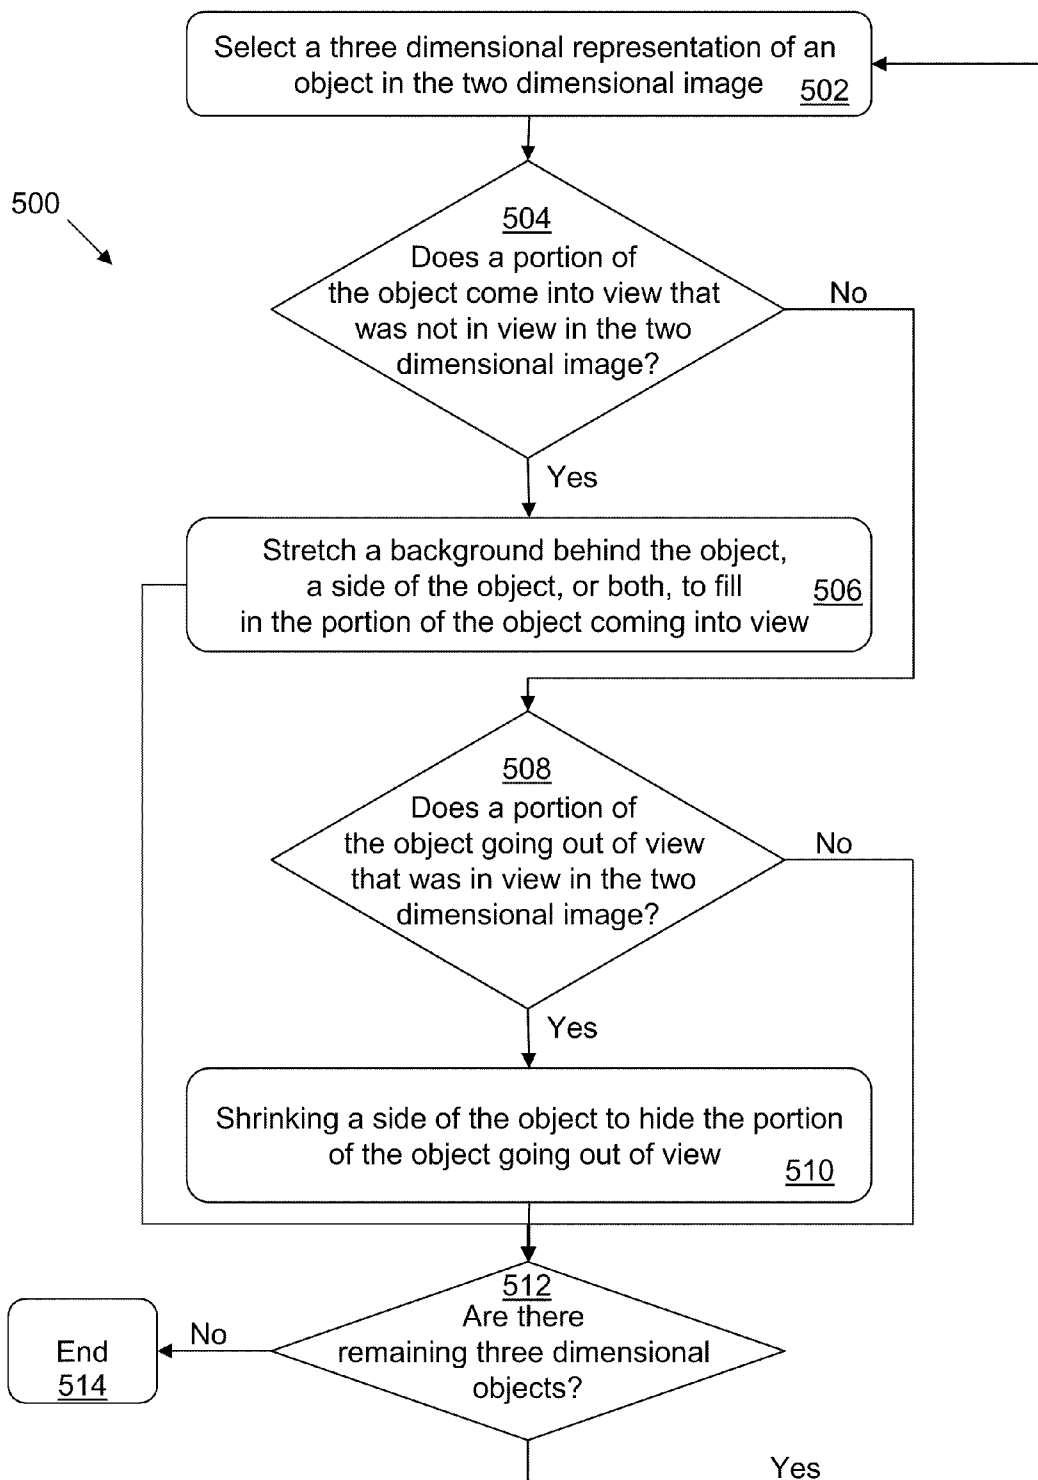 Select a three dimensional representation of an
object in the two dimensional image
502
500
504
Does a portion of
the object come into view that
was not in view in the two
dimensional image?
No
Yes
Stretch a background behind the object,
a side of the object, or both, to fill
in the portion of the object coming into view
506
508
Does a portion of
the object going out of view
that was in view in the two
dimensional image?
No
Yes
Shrinking a side of the object to hide the portion
of the object going out of view
510
512
Are there
remaining three dimensional
objects?
No
End
514
Yes